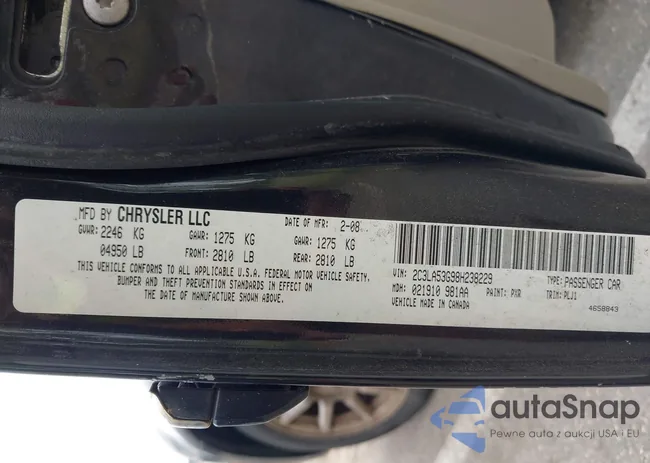 MFD BY CHRYSLER LLC DATE OF MFR: 2-08
GVWR: 2246 KG GAWR: 1275 KG GAWR: 1275 KG
04950 LB FRONT: 2810 LB REAR: 2810 LB
THIS VEHICLE CONFORMS TO ALL APPLICABLE U.S.A. FEDERAL MOTOR VEHICLE SAFETY,
BUMPER AND THEFT PREVENTION STANDARDS IN EFFECT ON
THE DATE OF MANUFACTURE SHOWN ABOVE.
VIN: 2C3LA53G98H238229 TYPE: PASSENGER CAR
MDH: 021910 981AA PAINT: PXR TRIM: PLJ1
VEHICLE MADE IN CANADA 4658843
autoSnap
Pewne auto z aukcji USA i EU